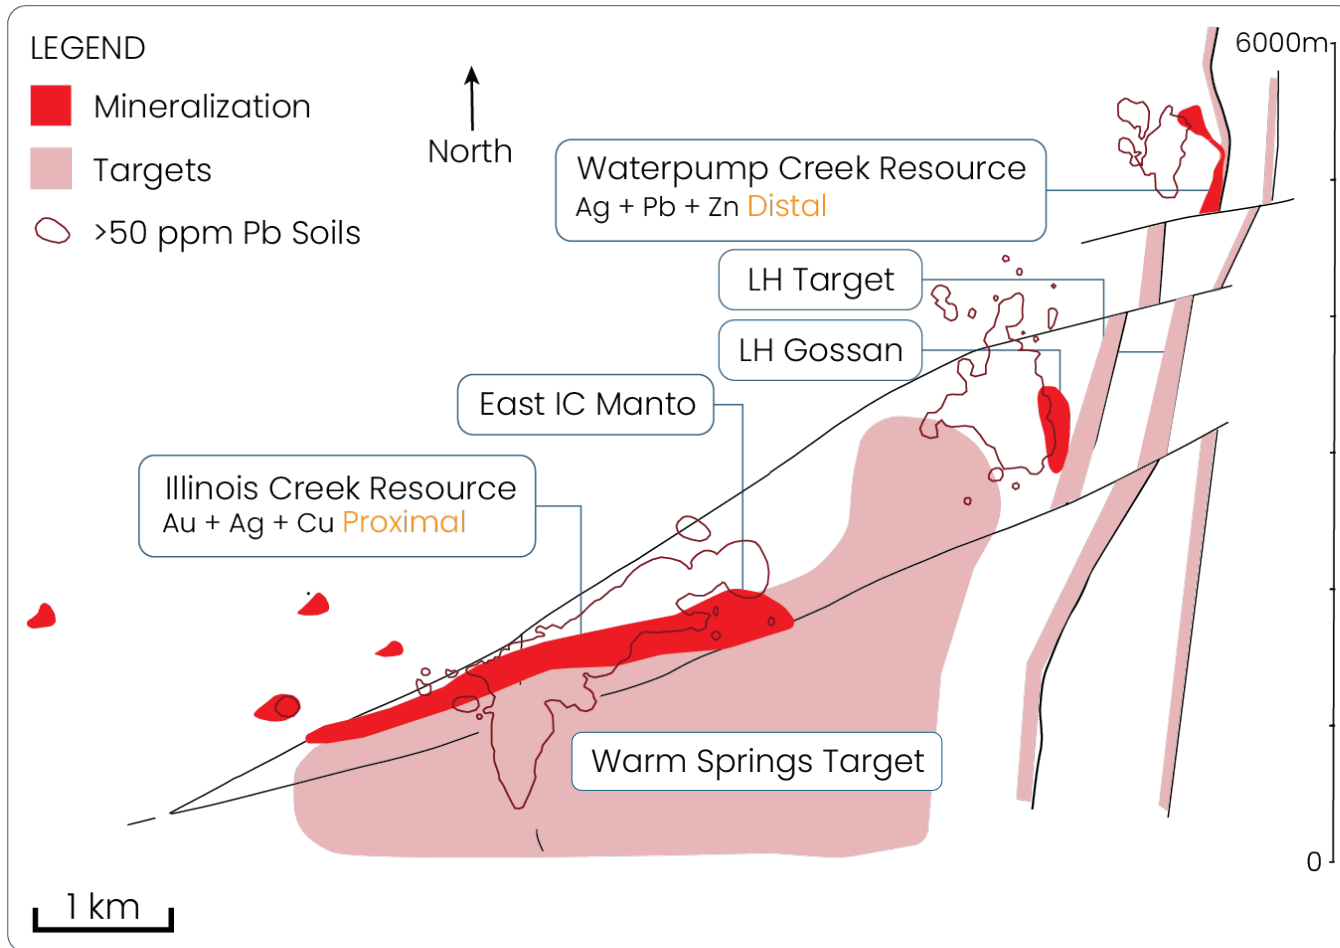 LEGEND
Mineralization
Targets
>50 ppm Pb Soils
North
6000m
Waterpump Creek Resource
Ag + Pb + Zn Distal
LH Target
LH Gossan
East IC Manto
Illinois Creek Resource
Au + Ag + Cu Proximal
Warm Springs Target
0
1 km